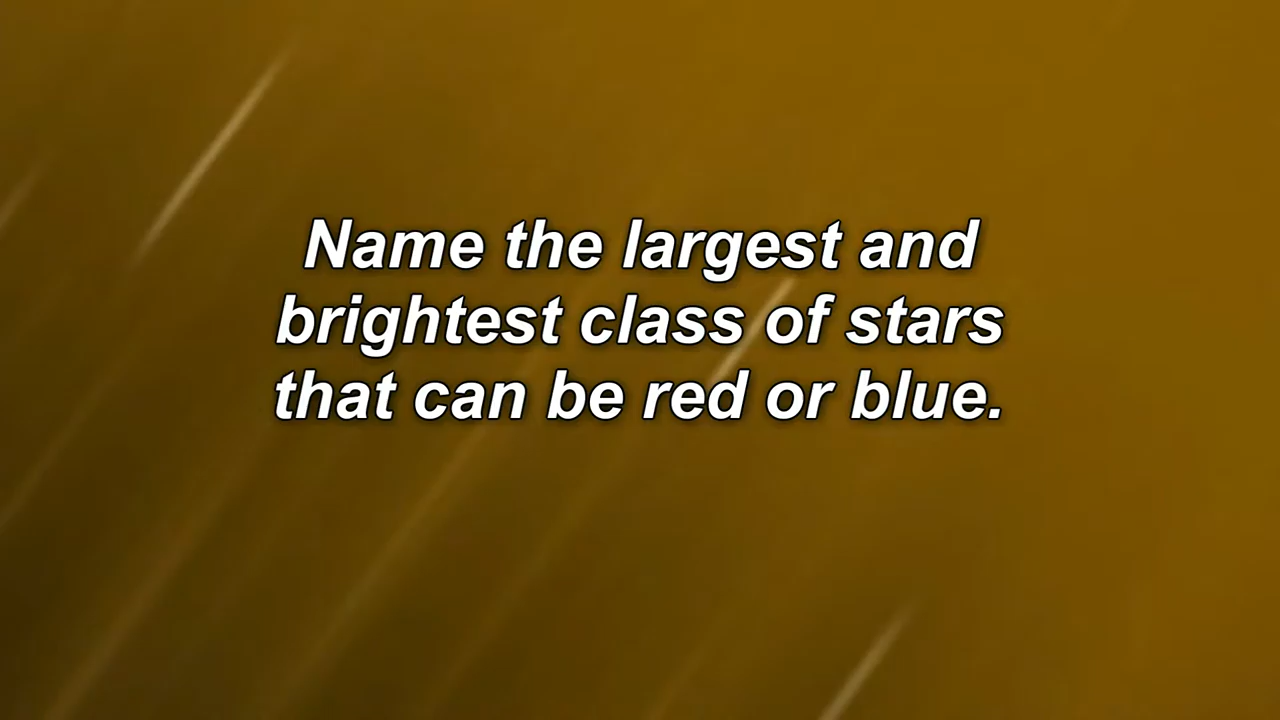 Name the largest and
brightest class of stars
that can be red or blue.